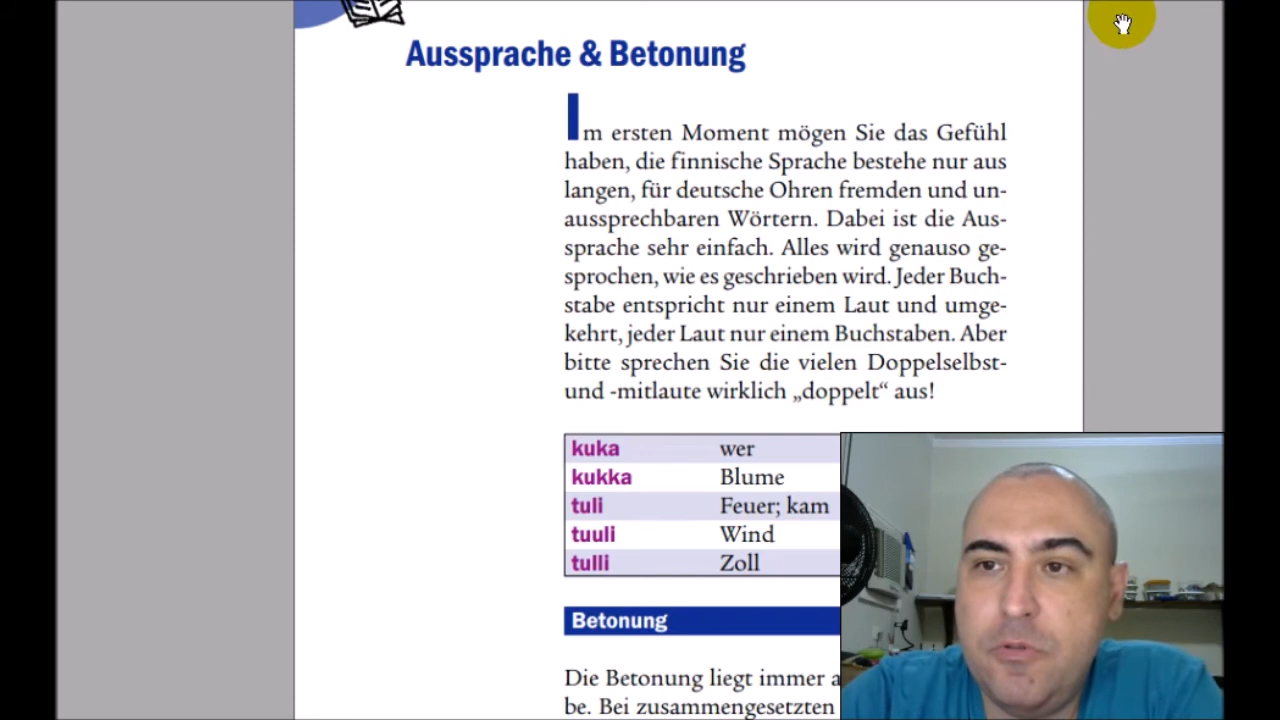 Aussprache & Betonung
Im ersten Moment mögen Sie das Gefühl
haben, die finnische Sprache bestehe nur aus
langen, für deutsche Ohren fremden und un-
aussprechbaren Wörtern. Dabei ist die Aus-
sprache sehr einfach. Alles wird genauso ge-
sprochen, wie es geschrieben wird. Jeder Buch-
stabe entspricht nur einem Laut und umge-
kehrt, jeder Laut nur einem Buchstaben. Aber
bitte sprechen Sie die vielen Doppelselbst-
und -mitlaute wirklich „doppelt“ aus!
kuka wer
kukka Blume
tuli Feuer; kam
tuuli Wind
tulli Zoll
Betonung
Die Betonung liegt immer a
be. Bei zusammengesetzten